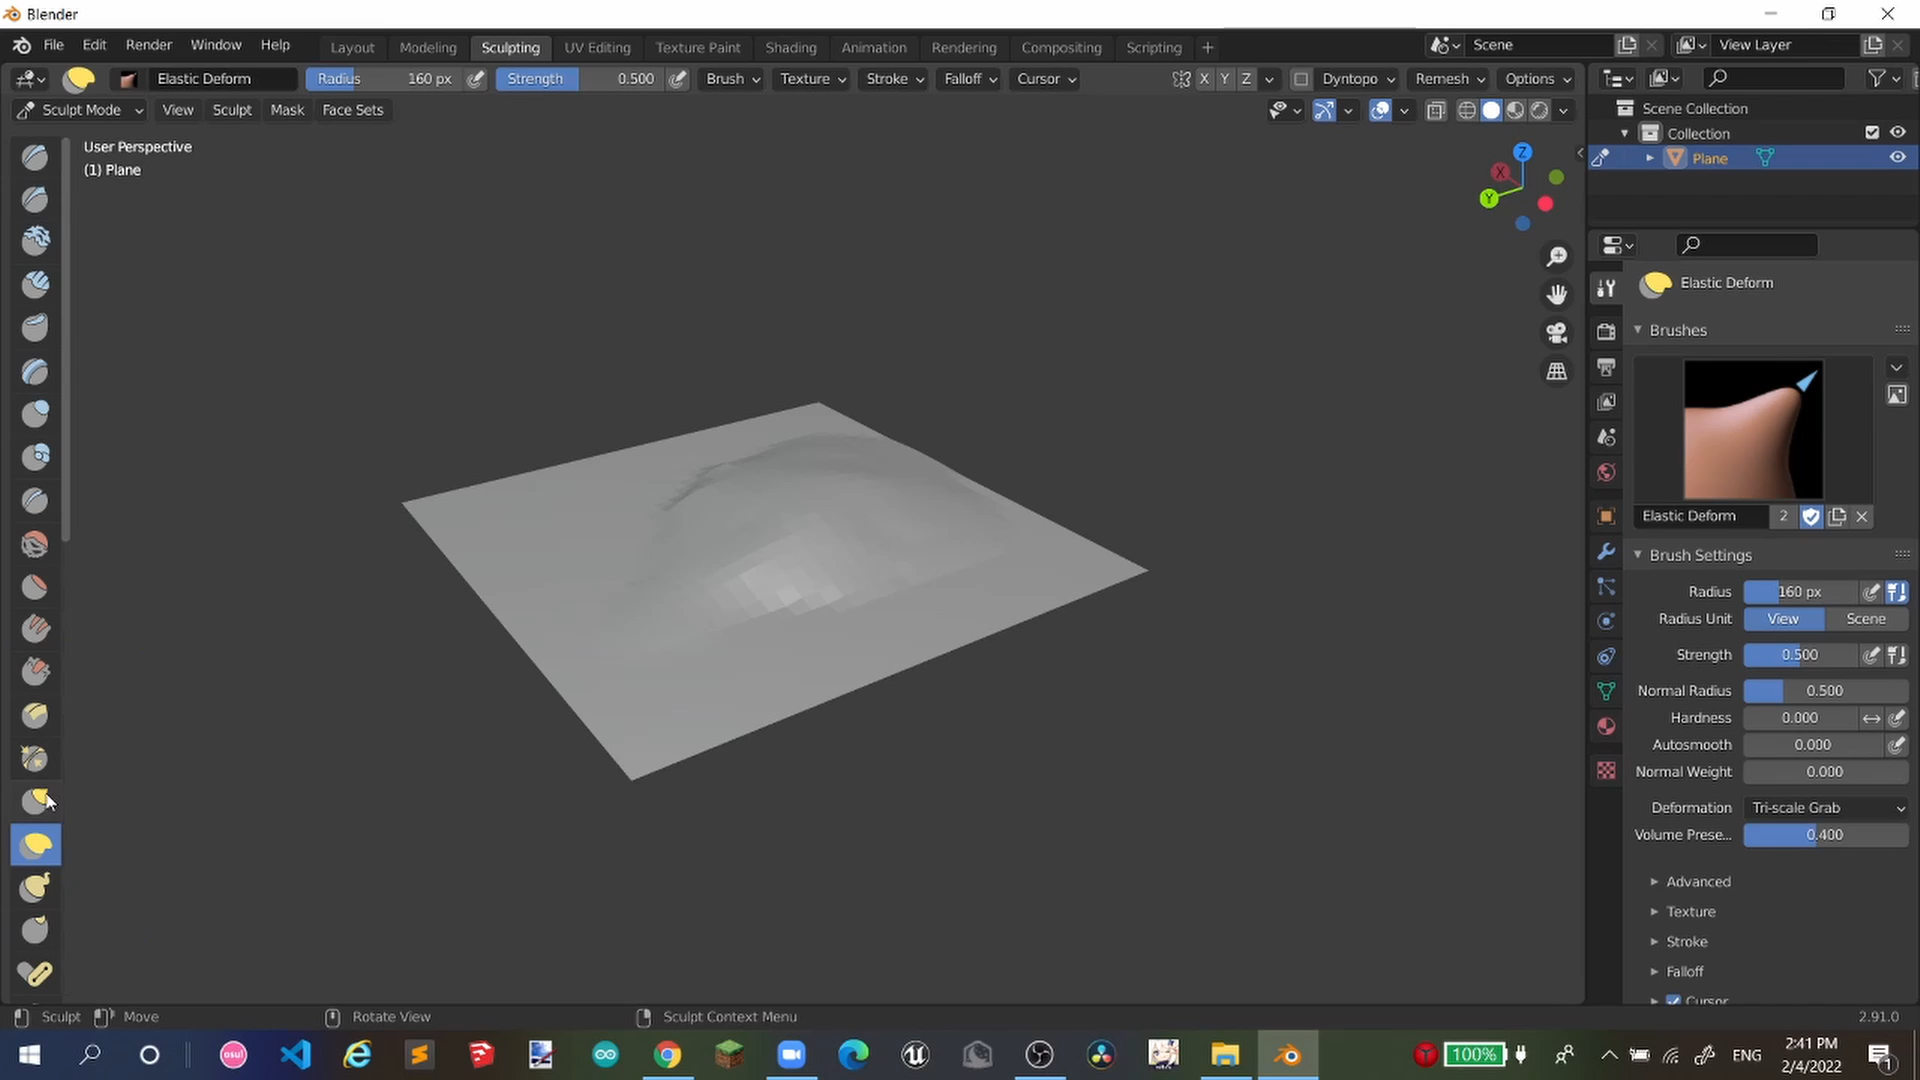 Blender
File Edit Render Window Help Layout Modeling Sculpting UV Editing Texture Paint Shading Animation Rendering Compositing Scripting + Scene View Layer
Elastic Deform Radius 160 px Strength 0.500 Brush Texture Stroke Falloff Cursor X Y Z Dyntopo Remesh Options
Sculpt Mode View Sculpt Mask Face Sets
Scene Collection
Collection
Plane
User Perspective
(1) Plane
Z
X
Y
Elastic Deform
Brushes
Elastic Deform 2
Brush Settings
Radius 160 px
Radius Unit View Scene
Strength 0.500
Normal Radius 0.500
Hardness 0.000
Autosmooth 0.000
Normal Weight 0.000
Deformation Tri-scale Grab
Volume Prese... 0.400
Advanced
Texture
Stroke
Falloff
Cursor
Sculpt Move Rotate View Sculpt Context Menu 2.91.0
osu! 100% ENG 2:41 PM
2/4/2022 1